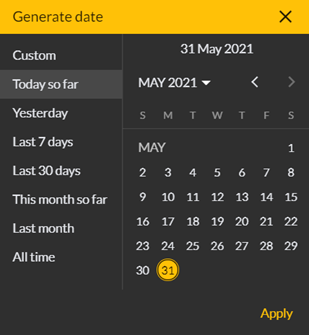 Generate date
Custom
Today so far
Yesterday
Last 7 days
Last 30 days
This month so far
Last month
All time
31 May 2021
MAY 2021
S M T W T F S
MAY 1
2 3 4 5 6 7 8
9 10 11 12 13 14 15
16 17 18 19 20 21 22
23 24 25 26 27 28 29
30 31
Apply